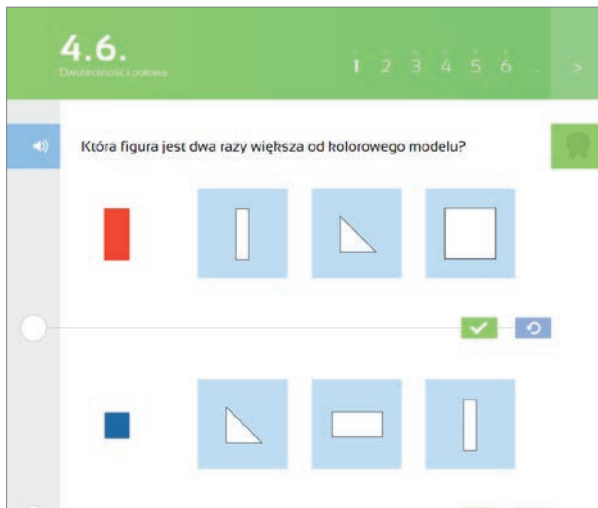 4.6.
Dwukrotność i połowa
1 2 3 4 5 6 ... >
Która figura jest dwa razy większa od kolorowego modelu?